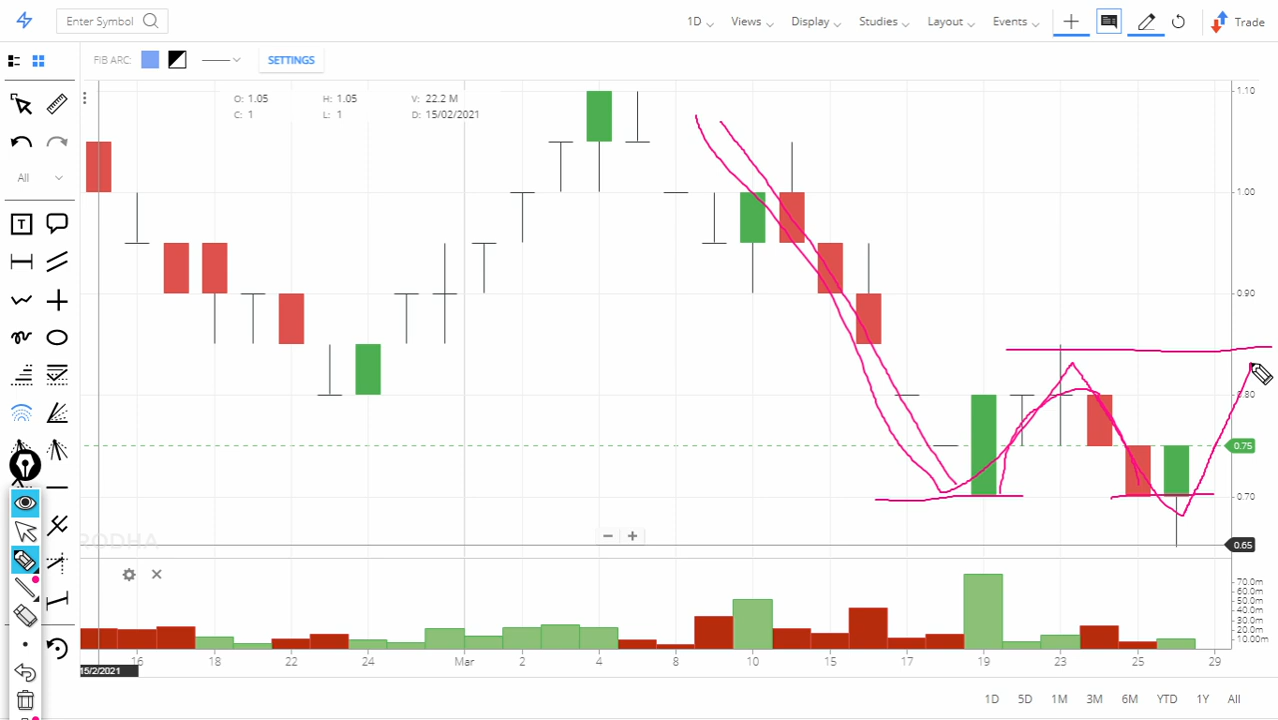 Enter Symbol
1D Views Display Studies Layout Events Trade
FIB ARC: SETTINGS
O: 1.05 H: 1.05 V: 22.2 M
C: 1 L: 1 D: 15/02/2021
All
T
1.10
1.00
0.90
0.80
0.75
0.70
0.65
RODHA
70.0m
60.0m
50.0m
40.0m
30.0m
20.0m
10.00m
16 18 22 24 Mar 2 4 8 10 15 17 19 23 25 29
15/2/2021
1D 5D 1M 3M 6M YTD 1Y All